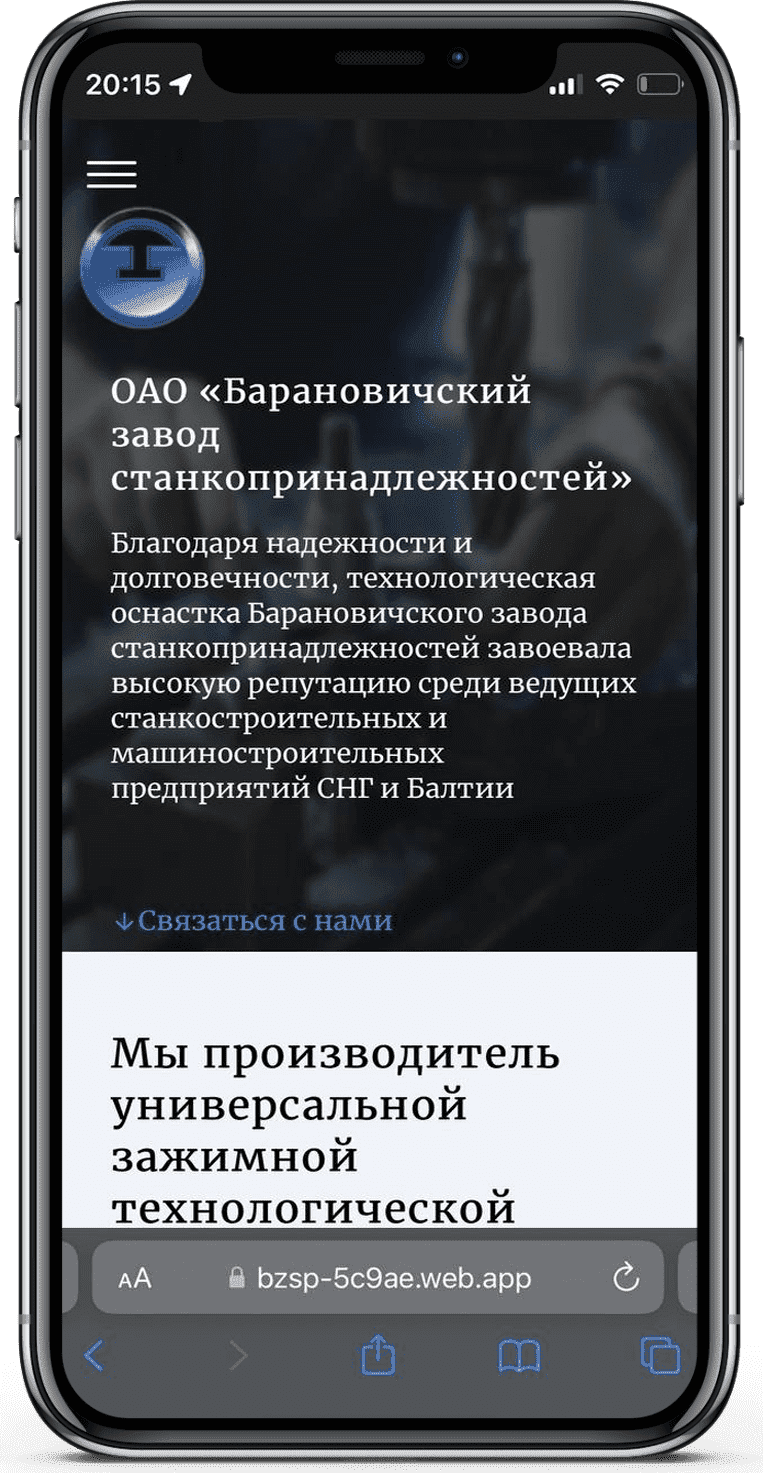 20:15
ОАО «Барановичский
завод
станкопринадлежностей»
Благодаря надежности и
долговечности, технологическая
оснастка Барановичского завода
станкопринадлежностей завоевала
высокую репутацию среди ведущих
станкостроительных и
машиностроительных
предприятий СНГ и Балтии
↓Связаться с нами
Мы производитель
универсальной
зажимной
технологической
AA bzsp-5c9ae.web.app